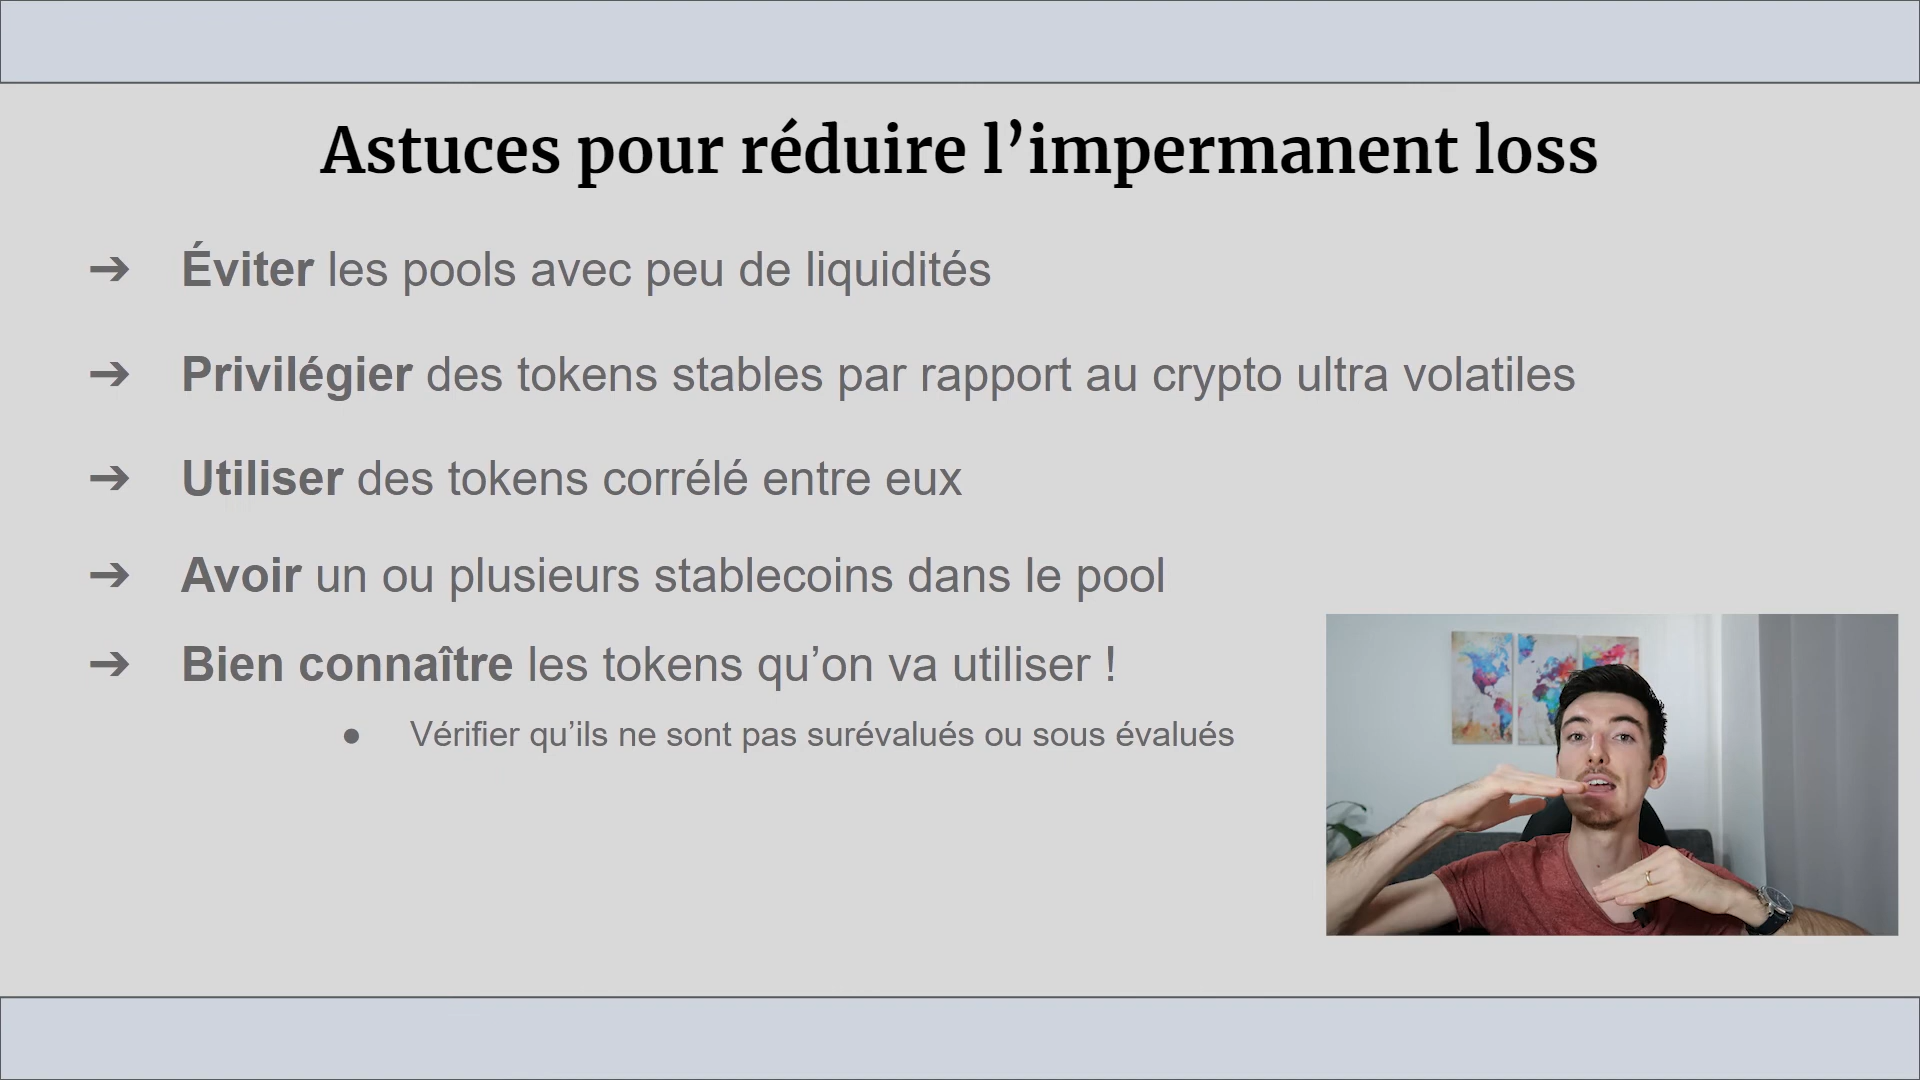 Astuces pour réduire l’impermanent loss
➔ Éviter les pools avec peu de liquidités
➔ Privilégier des tokens stables par rapport au crypto ultra volatiles
➔ Utiliser des tokens corrélé entre eux
➔ Avoir un ou plusieurs stablecoins dans le pool
➔ Bien connaître les tokens qu’on va utiliser !
● Vérifier qu’ils ne sont pas surévalués ou sous évalués